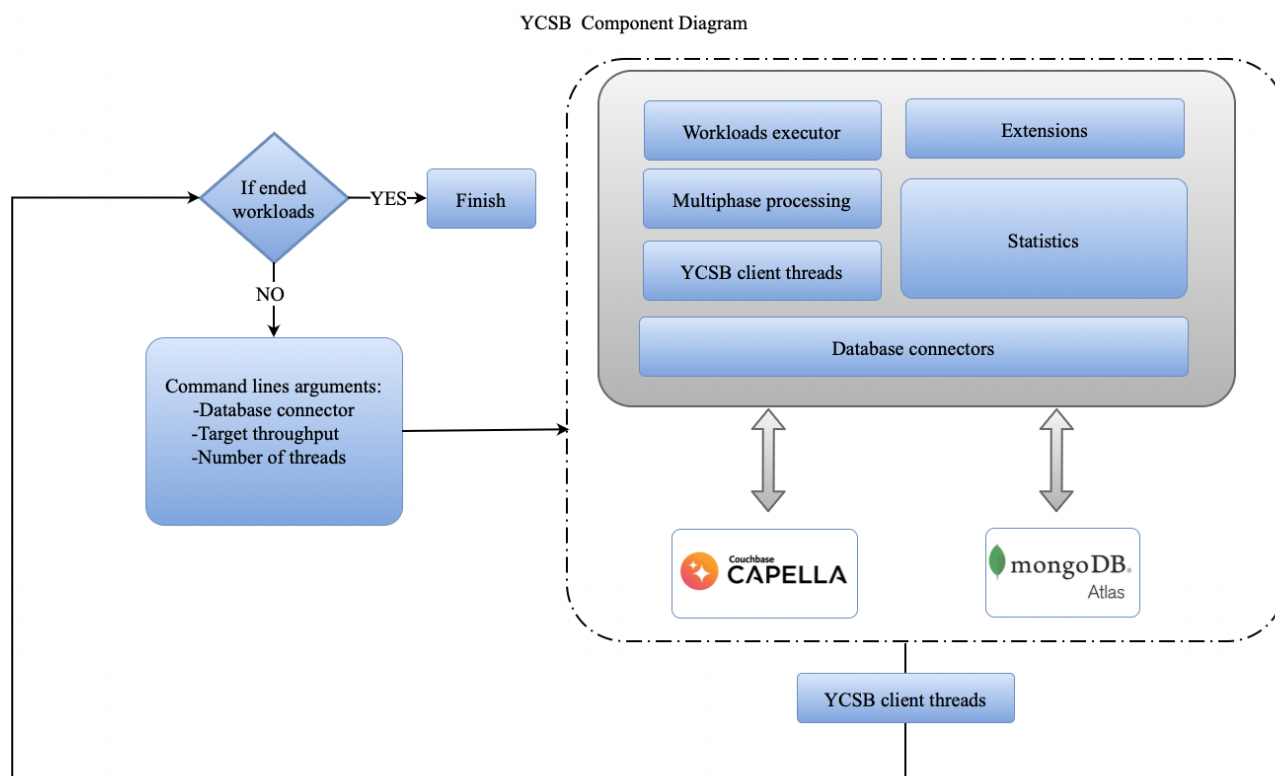 YCSB  Component Diagram
Workloads executor
Extensions
If ended
workloads
YES
Finish
Multiphase processing
Statistics
YCSB client threads
NO
Database connectors
Command lines arguments:
-Database connector
-Target throughput
-Number of threads
Couchbase
CAPELLA
mongoDB.
Atlas
YCSB client threads